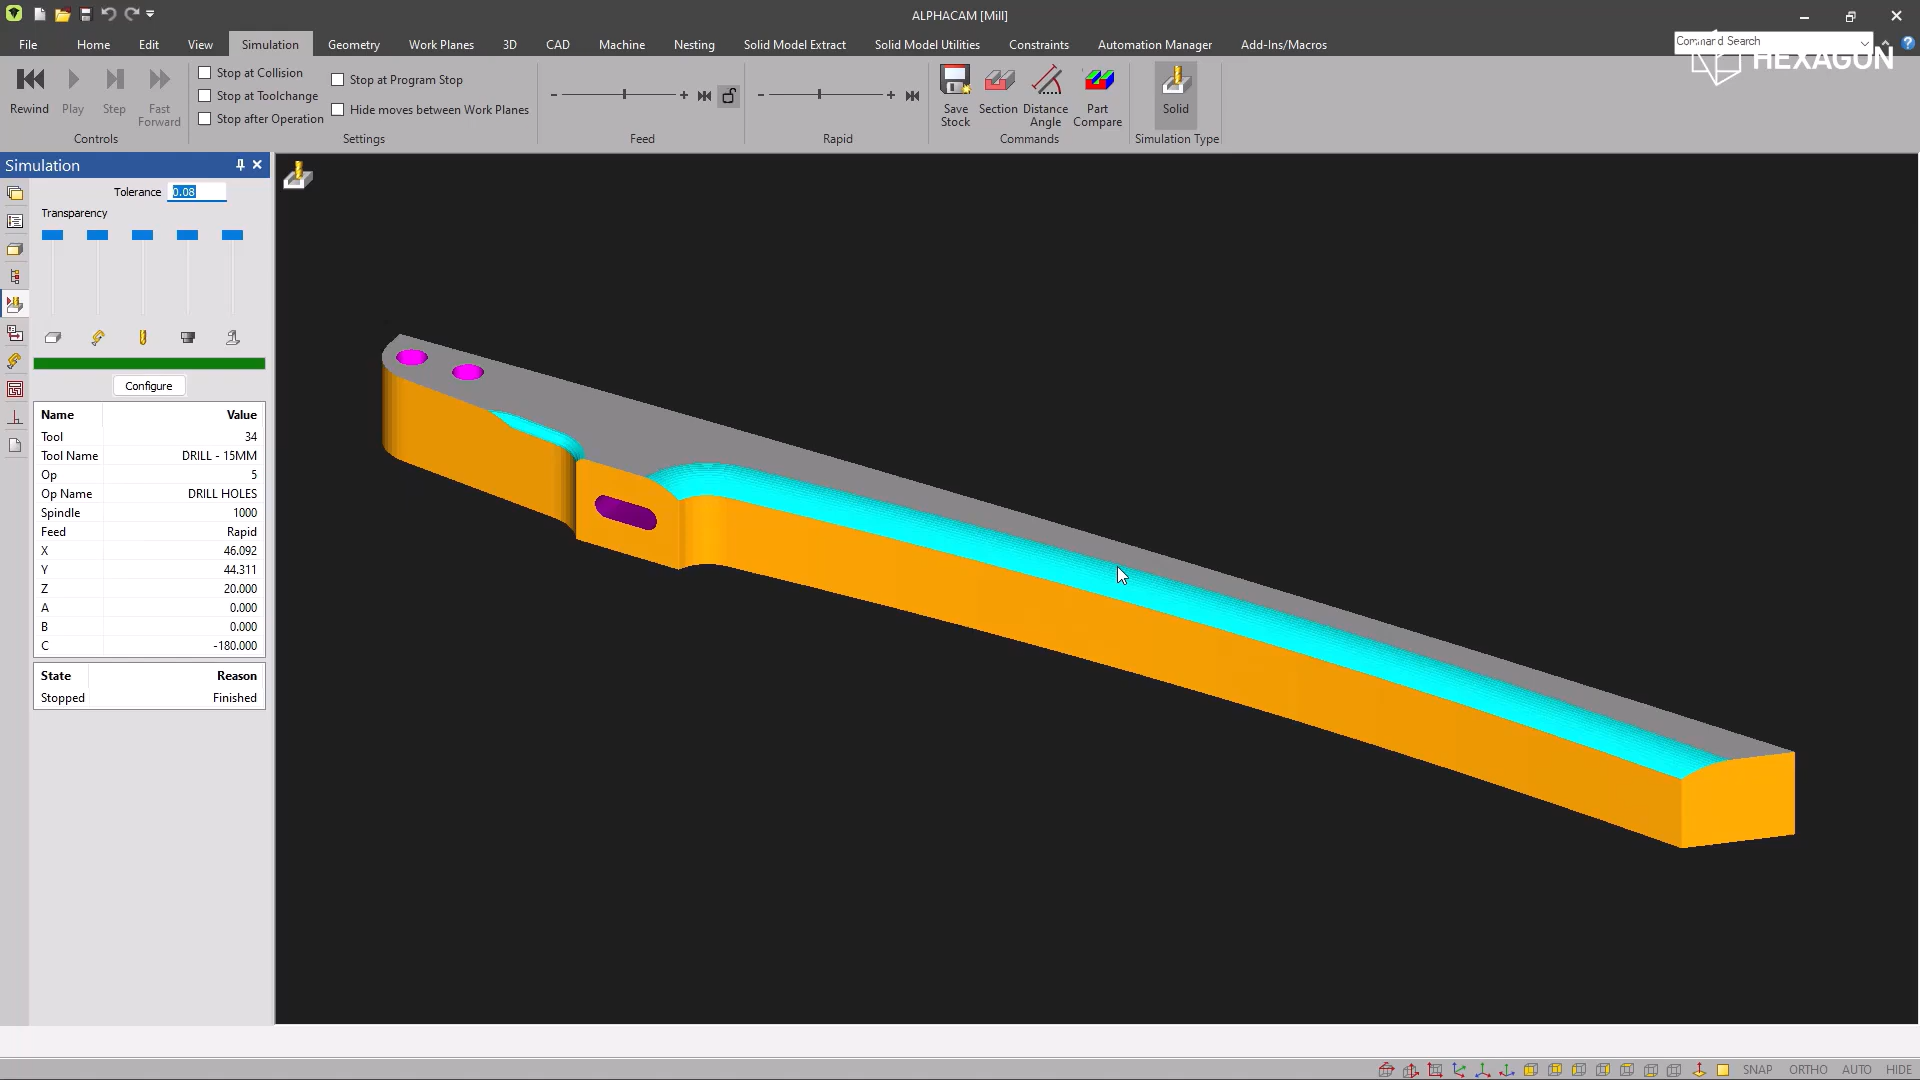 ALPHACAM [Mill]
File Home Edit View Simulation Geometry Work Planes 3D CAD Machine Nesting Solid Model Extract Solid Model Utilities Constraints Automation Manager Add-Ins/Macros
Command Search
HEXAGON
Rewind Play Step Fast Forward
Controls
Stop at Collision
Stop at Toolchange
Stop after Operation
Stop at Program Stop
Hide moves between Work Planes
Settings
Feed
Rapid
Save Stock
Section
Distance Angle
Part Compare
Commands
Solid
Simulation Type
Simulation
Tolerance 0.08
Transparency
Configure
Name Value
Tool 34
Tool Name DRILL - 15MM
Op 5
Op Name DRILL HOLES
Spindle 1000
Feed Rapid
X 46.092
Y 44.311
Z 20.000
A 0.000
B 0.000
C -180.000
State Reason
Stopped Finished
SNAP ORTHO AUTO HIDE